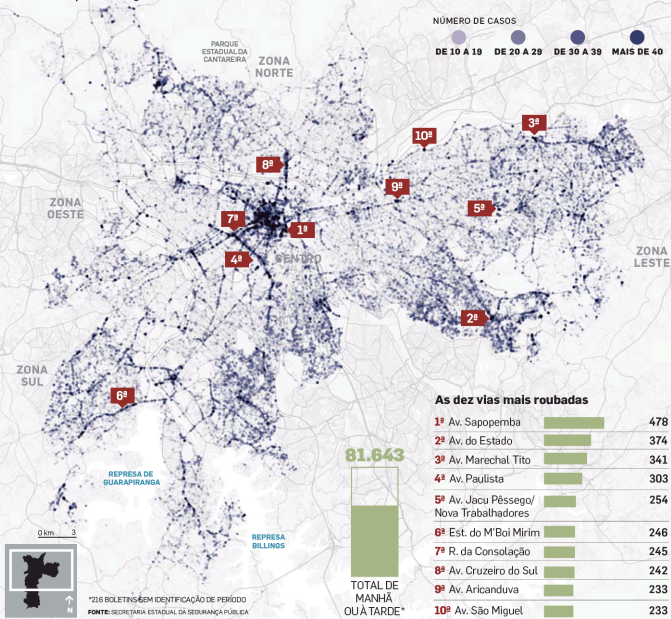 NÚMERO DE CASOS
DE 10 A 19 DE 20 A 29 DE 30 A 39 MAIS DE 40
PARQUE
ESTADUAL DA
CANTAREIRA
ZONA
NORTE
3ª
10ª
8ª
9ª
ZONA
OESTE
7ª
5ª
1ª
4ª
CENTRO
ZONA
LESTE
2ª
ZONA
SUL
6ª
As dez vias mais roubadas
1ª Av. Sapopemba 478
2ª Av. do Estado 374
3ª Av. Marechal Tito 341
4ª Av. Paulista 303
5ª Av. Jacu Pêssego/ 254
Nova Trabalhadores
6ª Est. do M'Boi Mirim 246
7ª R. da Consolação 245
8ª Av. Cruzeiro do Sul 242
9ª Av. Aricanduva 233
10ª Av. São Miguel 233
81.643
TOTAL DE
MANHÃ
OU À TARDE*
REPRESA DE
GUARAPIRANGA
REPRESA
BILLINGS
0 km 3
N
*216 BOLETINS SEM IDENTIFICAÇÃO DE PERÍODO
FONTE: SECRETARIA ESTADUAL DA SEGURANÇA PÚBLICA